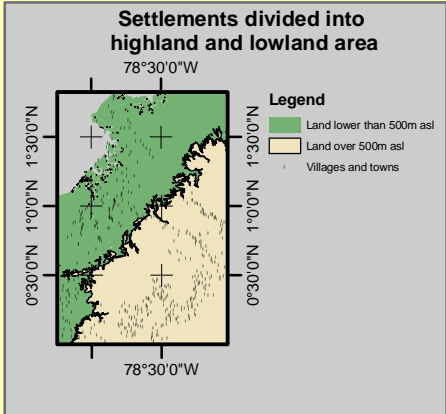 Settlements divided into
highland and lowland area
78°30'0"W
Legend
Land lower than 500m asl
Land over 500m asl
Villages and towns
1°30'0"N
1°30'0"N
1°00'0"N
1°00'0"N
0°30'0"N
0°30'0"N
78°30'0"W